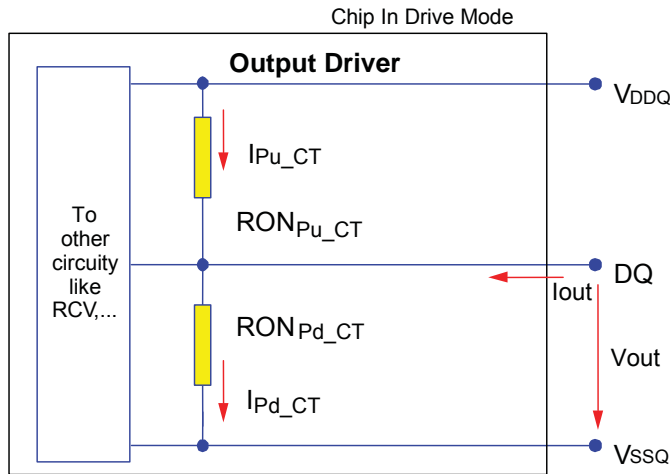 Chip In Drive Mode
Output Driver
VDDQ
IPu_CT
RONPu_CT
To
other
circuity
like
RCV,...
DQ
Iout
RONPd_CT
Vout
IPd_CT
VSSQ